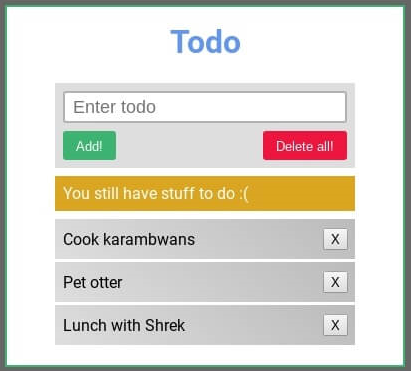 Todo
Enter todo
Add! Delete all!
You still have stuff to do :(
Cook karambwans X
Pet otter X
Lunch with Shrek X